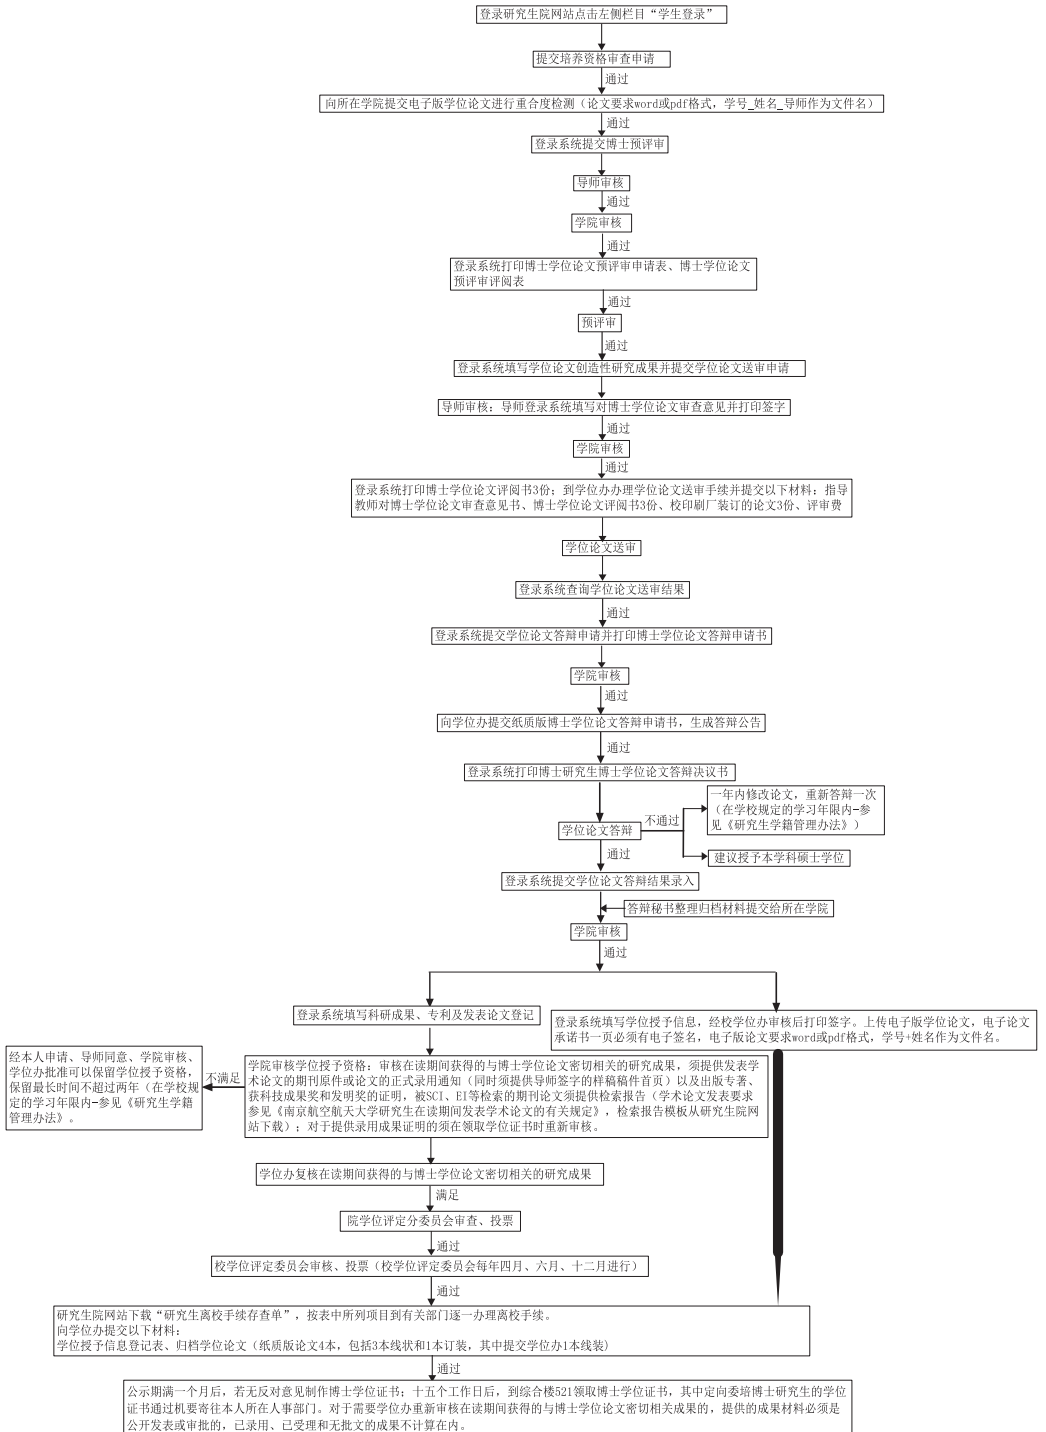 登录研究生院网站点击左侧栏目“学生登录”
提交培养资格审查申请
通过
向所在学院提交电子版学位论文进行重合度检测（论文要求word或pdf格式，学号_姓名_导师作为文件名）
通过
登录系统提交博士预评审
导师审核
通过
学院审核
通过
登录系统打印博士学位论文预评审申请表、博士学位论文
预评审评阅表
通过
预评审
通过
登录系统填写学位论文创造性研究成果并提交学位论文送审申请
导师审核：导师登录系统填写对博士学位论文审查意见并打印签字
通过
学院审核
通过
登录系统打印博士学位论文评阅书3份；到学位办办理学位论文送审手续并提交以下材料：指导
教师对博士学位论文审查意见书、博士学位论文评阅书3份、校印刷厂装订的论文3份、评审费
学位论文送审
登录系统查询学位论文送审结果
通过
登录系统提交学位论文答辩申请并打印博士学位论文答辩申请书
学院审核
通过
向学位办提交纸质版博士学位论文答辩申请书，生成答辩公告
通过
登录系统打印博士研究生博士学位论文答辩决议书
一年内修改论文，重新答辩一次
（在学校规定的学习年限内-参
见《研究生学籍管理办法》）
不通过
学位论文答辩
通过
建议授予本学科硕士学位
登录系统提交学位论文答辩结果录入
答辩秘书整理归档材料提交给所在学院
学院审核
通过
登录系统填写科研成果、专利及发表论文登记
登录系统填写学位授予信息，经校学位办审核后打印签字。上传电子版学位论文，电子论文
承诺书一页必须有电子签名，电子版论文要求word或pdf格式，学号+姓名作为文件名。
经本人申请、导师同意、学院审核、
学位办批准可以保留学位授予资格，
保留最长时间不超过两年（在学校规
定的学习年限内-参见《研究生学籍
管理办法》。
不满足
学院审核学位授予资格：审核在读期间获得的与博士学位论文密切相关的研究成果，须提供发表学
术论文的期刊原件或论文的正式录用通知（同时须提供导师签字的样稿稿件首页）以及出版专著、
获科技成果奖和发明奖的证明，被SCI、EI等检索的期刊论文须提供检索报告（学术论文发表要求
参见《南京航空航天大学研究生在读期间发表学术论文的有关规定》，检索报告模板从研究生院网
站下载）；对于提供录用成果证明的须在领取学位证书时重新审核。
学位办复核在读期间获得的与博士学位论文密切相关的研究成果
满足
院学位评定分委员会审查、投票
通过
校学位评定委员会审核、投票（校学位评定委员会每年四月、六月、十二月进行）
通过
研究生院网站下载“研究生离校手续存查单”，按表中所列项目到有关部门逐一办理离校手续。
向学位办提交以下材料：
学位授予信息登记表、归档学位论文（纸质版论文4本，包括3本线状和1本订装，其中提交学位办1本线装)
通过
公示期满一个月后，若无反对意见制作博士学位证书；十五个工作日后，到综合楼521领取博士学位证书，其中定向委培博士研究生的学位
证书通过机要寄往本人所在人事部门。对于需要学位办重新审核在读期间获得的与博士学位论文密切相关成果的，提供的成果材料必须是
公开发表或审批的，已录用、已受理和无批文的成果不计算在内。